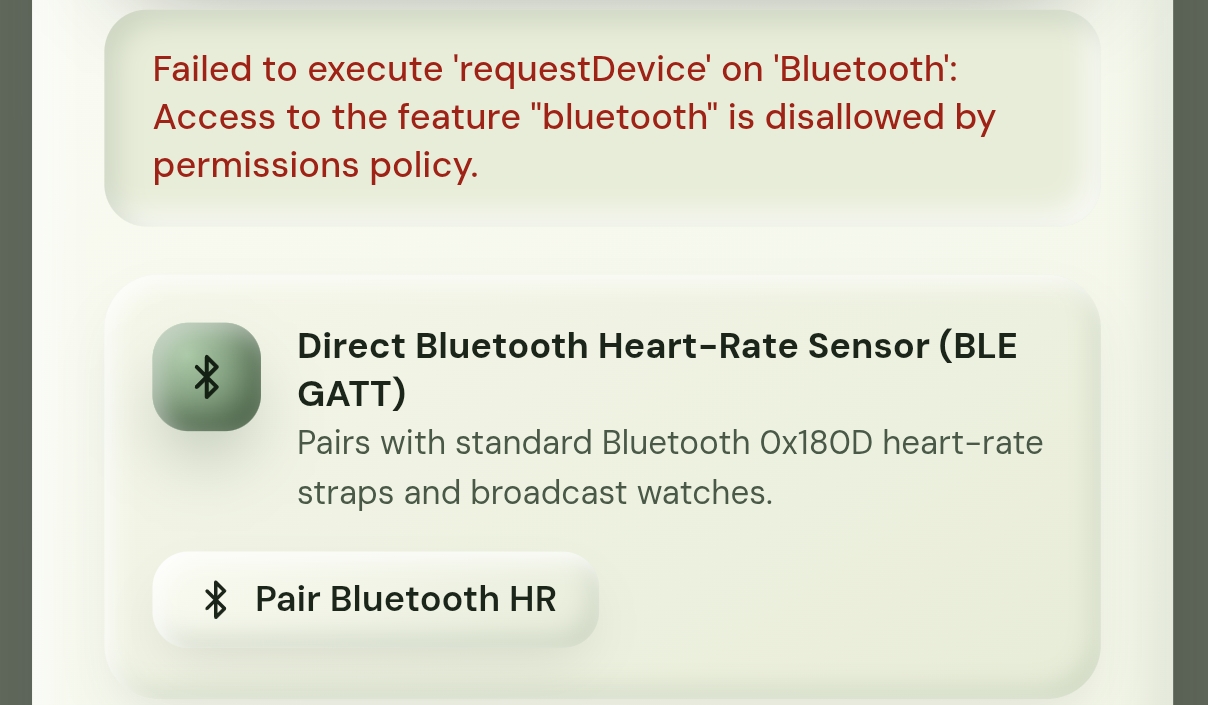 Failed to execute 'requestDevice' on 'Bluetooth':
Access to the feature "bluetooth" is disallowed by
permissions policy.
Direct Bluetooth Heart-Rate Sensor (BLE
GATT)
Pairs with standard Bluetooth 0x180D heart-rate
straps and broadcast watches.
Pair Bluetooth HR